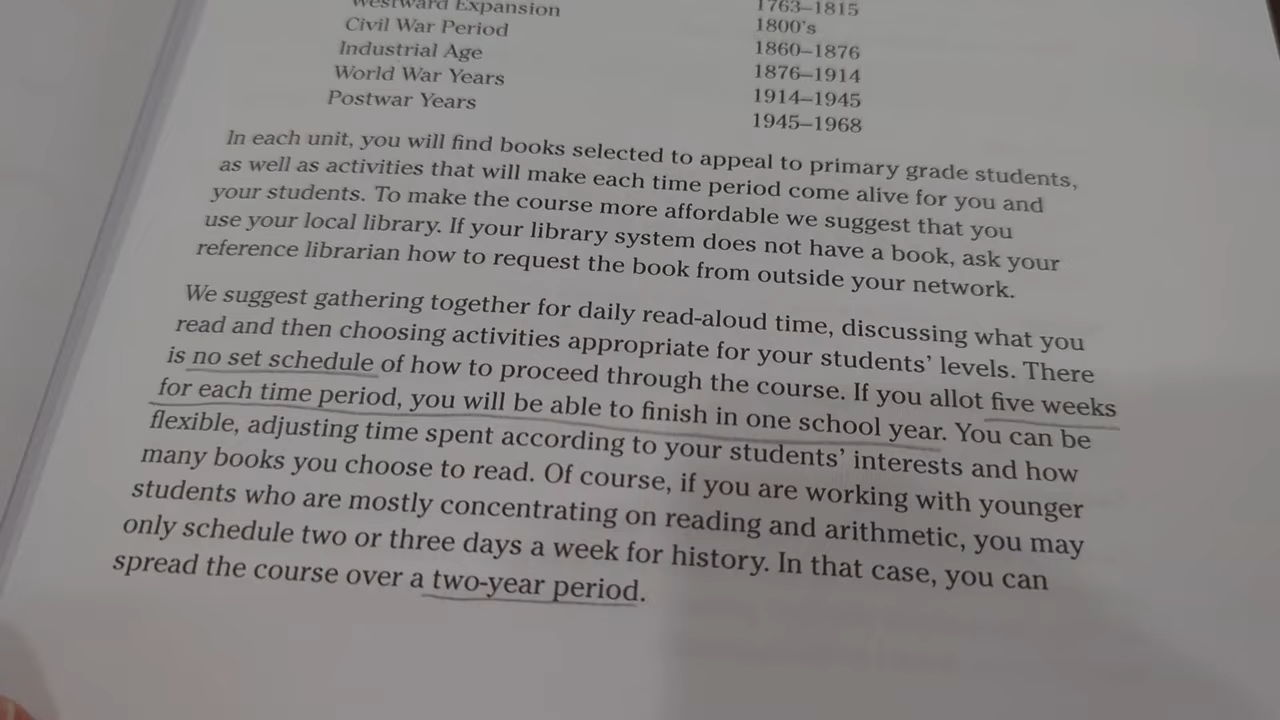 Westward Expansion 1763–1815
Civil War Period 1800's
Industrial Age 1860–1876
World War Years 1876–1914
Postwar Years 1914–1945
1945–1968
In each unit, you will find books selected to appeal to primary grade students,
as well as activities that will make each time period come alive for you and
your students. To make the course more affordable we suggest that you
use your local library. If your library system does not have a book, ask your
reference librarian how to request the book from outside your network.
We suggest gathering together for daily read-aloud time, discussing what you
read and then choosing activities appropriate for your students' levels. There
is no set schedule of how to proceed through the course. If you allot five weeks
for each time period, you will be able to finish in one school year. You can be
flexible, adjusting time spent according to your students' interests and how
many books you choose to read. Of course, if you are working with younger
students who are mostly concentrating on reading and arithmetic, you may
only schedule two or three days a week for history. In that case, you can
spread the course over a two-year period.